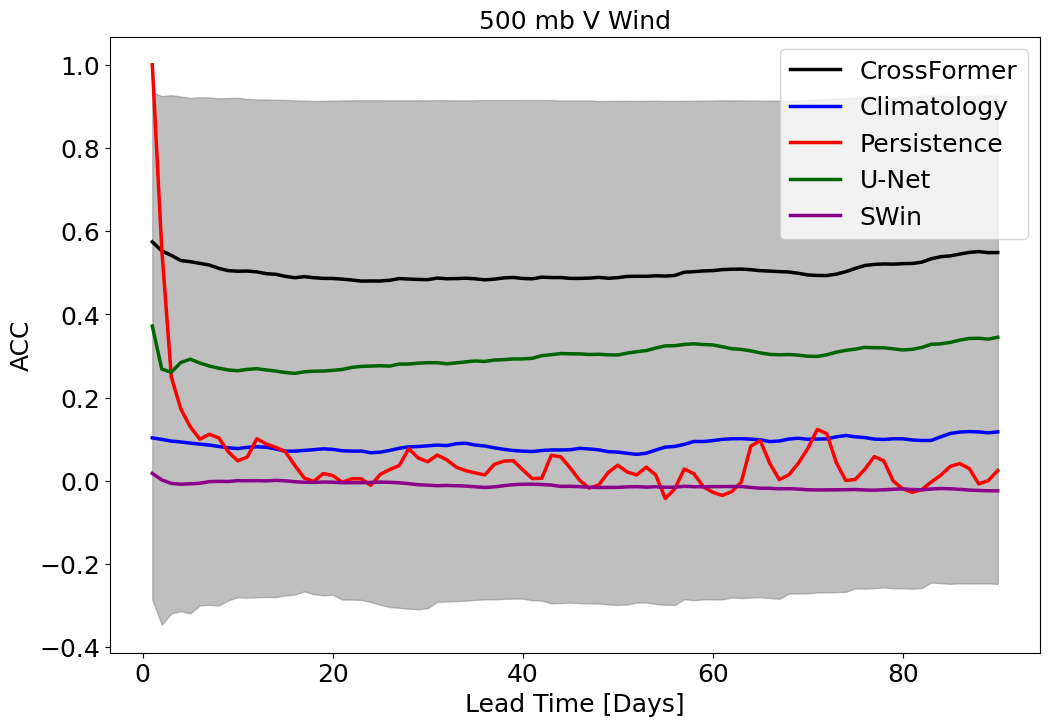 500 mb V Wind
ACC
1.0
0.8
0.6
0.4
0.2
0.0
−0.2
−0.4
0
20
40
60
80
Lead Time [Days]
CrossFormer
Climatology
Persistence
U-Net
SWin